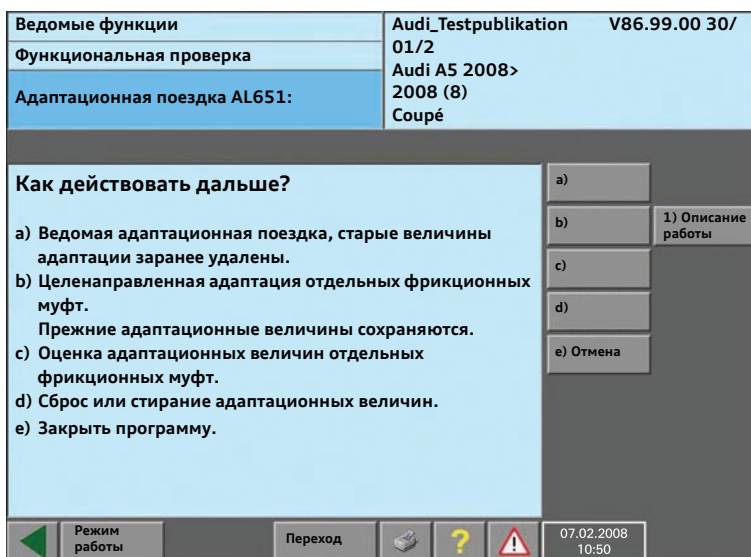 Ведомые функции
Функциональная проверка
Адаптационная поездка AL651:
Audi_Testpublikation V86.99.00 30/
01/2
Audi A5 2008>
2008 (8)
Coupé
Как действовать дальше?
a) Ведомая адаптационная поездка, старые величины
адаптации заранее удалены.
b) Целенаправленная адаптация отдельных фрикционных
муфт.
Прежние адаптационные величины сохраняются.
c) Оценка адаптационных величин отдельных
фрикционных муфт.
d) Сброс или стирание адаптационных величин.
e) Закрыть программу.
a)
b)
c)
d)
e) Отмена
1) Описание
работы
Режим
работы
Переход
?
07.02.2008
10:50